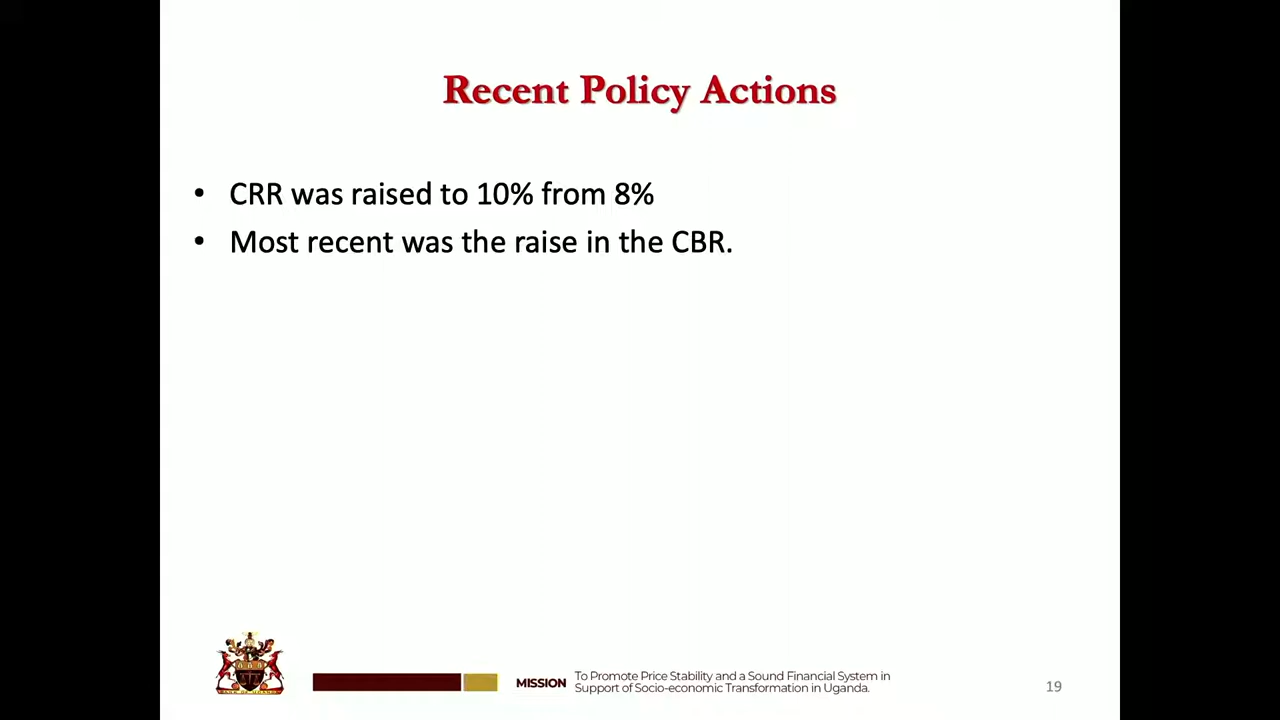 Recent Policy Actions
• CRR was raised to 10% from 8%
• Most recent was the raise in the CBR.
MISSION
To Promote Price Stability and a Sound Financial System in
Support of Socio-economic Transformation in Uganda.
19